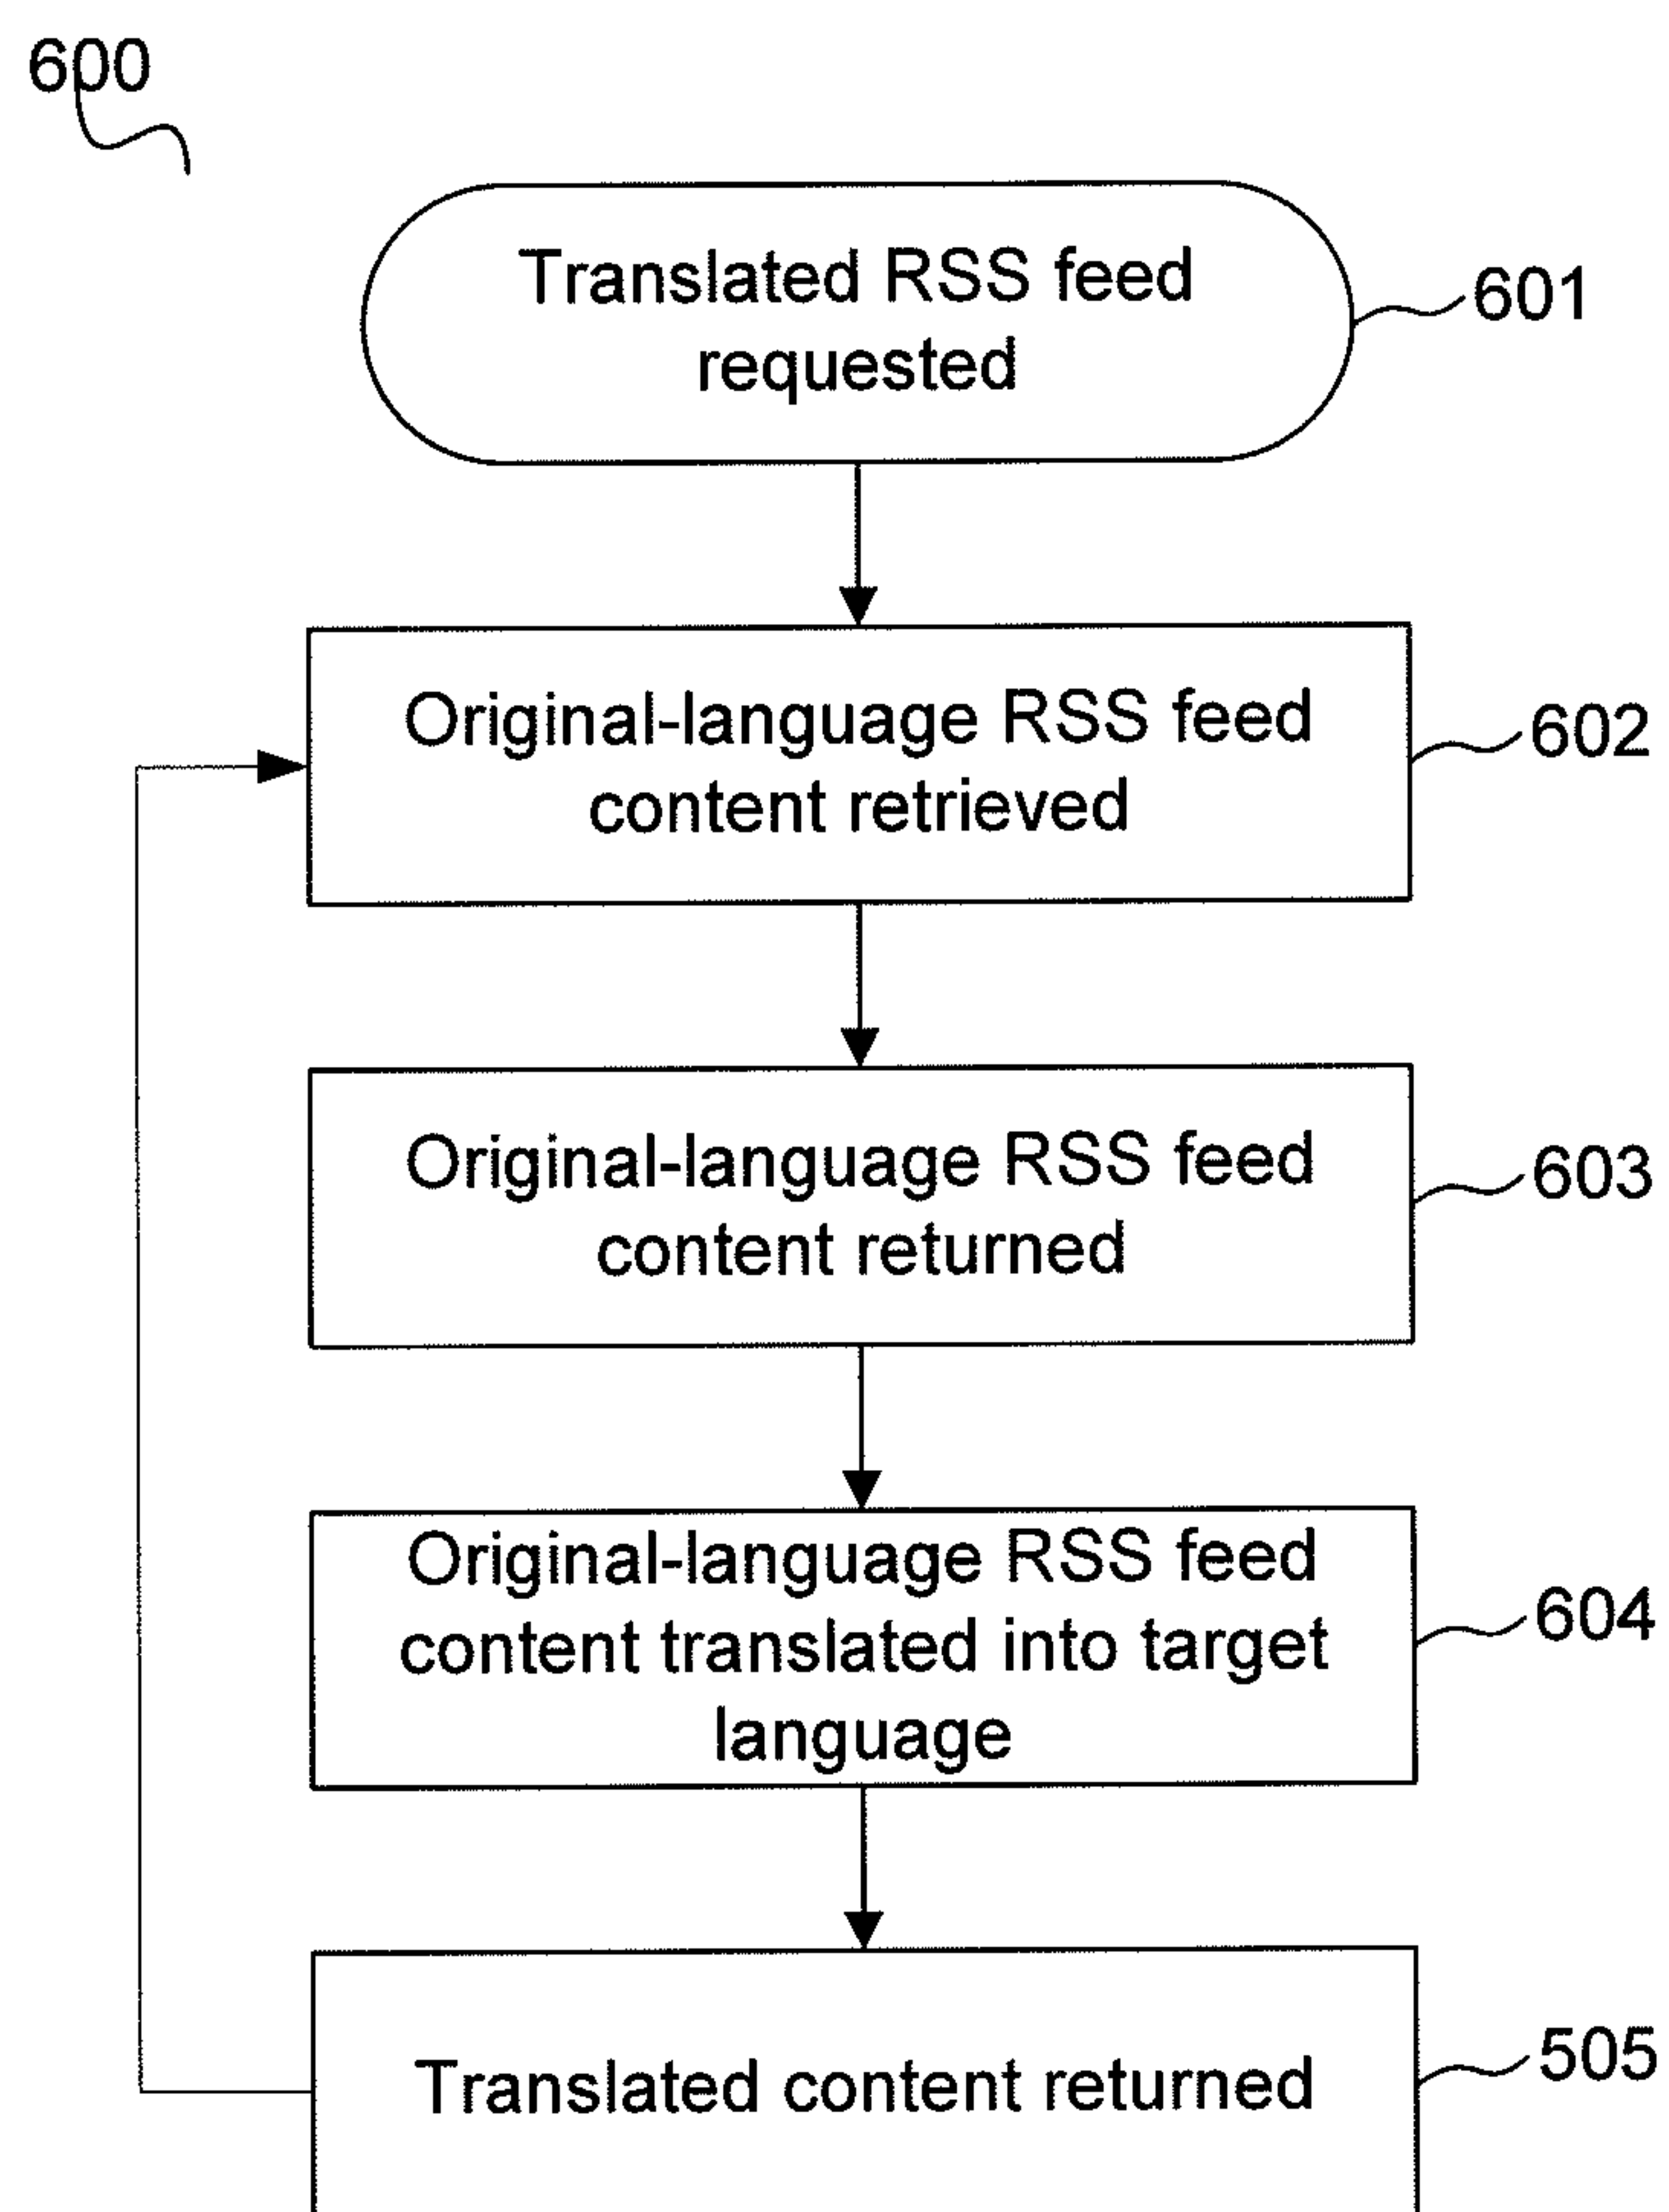 600
Translated RSS feed
requested
601
Original-language RSS feed
content retrieved
602
Original-language RSS feed
content returned
603
Original-language RSS feed
content translated into target
language
604
Translated content returned
505